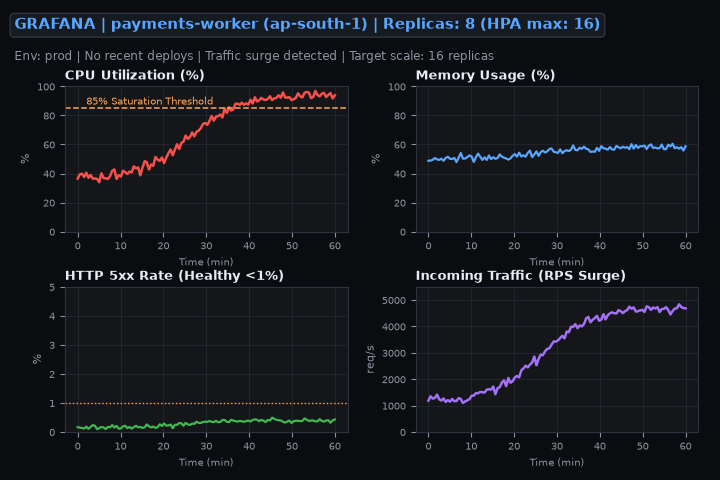 GRAFANA | payments-worker (ap-south-1) | Replicas: 8 (HPA max: 16)
Env: prod | No recent deploys | Traffic surge detected | Target scale: 16 replicas
CPU Utilization (%)
100
80
60
40
20
0
%
85% Saturation Threshold
0 10 20 30 40 50 60
Time (min)
Memory Usage (%)
100
80
60
40
20
0
%
0 10 20 30 40 50 60
Time (min)
HTTP 5xx Rate (Healthy <1%)
5
4
3
2
1
0
%
0 10 20 30 40 50 60
Time (min)
Incoming Traffic (RPS Surge)
5000
4000
3000
2000
1000
0
req/s
0 10 20 30 40 50 60
Time (min)